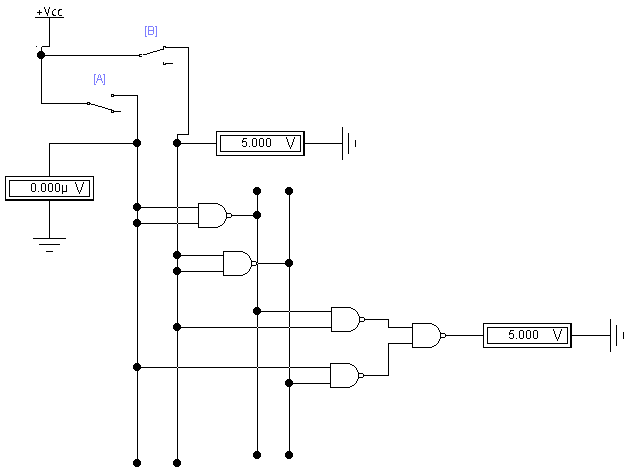 +Vcc
[B]
[A]
5.000 V
0.000μ V
5.000 V